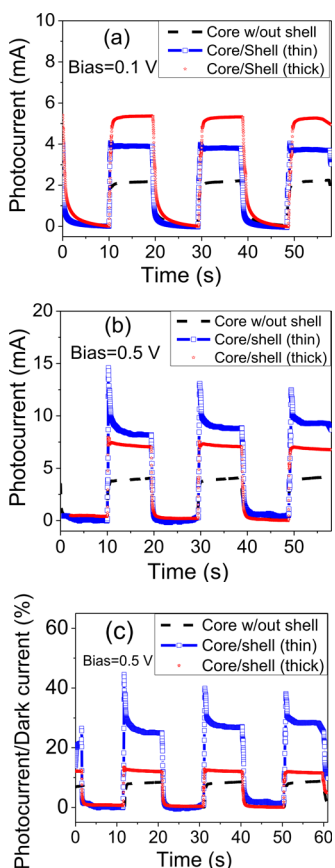 (a)
Core w/out shell
Core/Shell (thin)
Core/Shell (thick)
Bias=0.1 V
Photocurrent (mA)
10
8
6
4
2
0
0 10 20 30 40 50
Time (s)
(b)
Core w/out shell
Core/shell (thin)
Core/shell (thick)
Bias=0.5 V
Photocurrent (mA)
20
15
10
5
0
0 10 20 30 40 50
Time (s)
(c)
Core w/out shell
Core/shell (thin)
Core/shell (thick)
Bias=0.5 V
Photocurrent/Dark current (%)
60
40
20
0
0 10 20 30 40 50 60
Time (s)